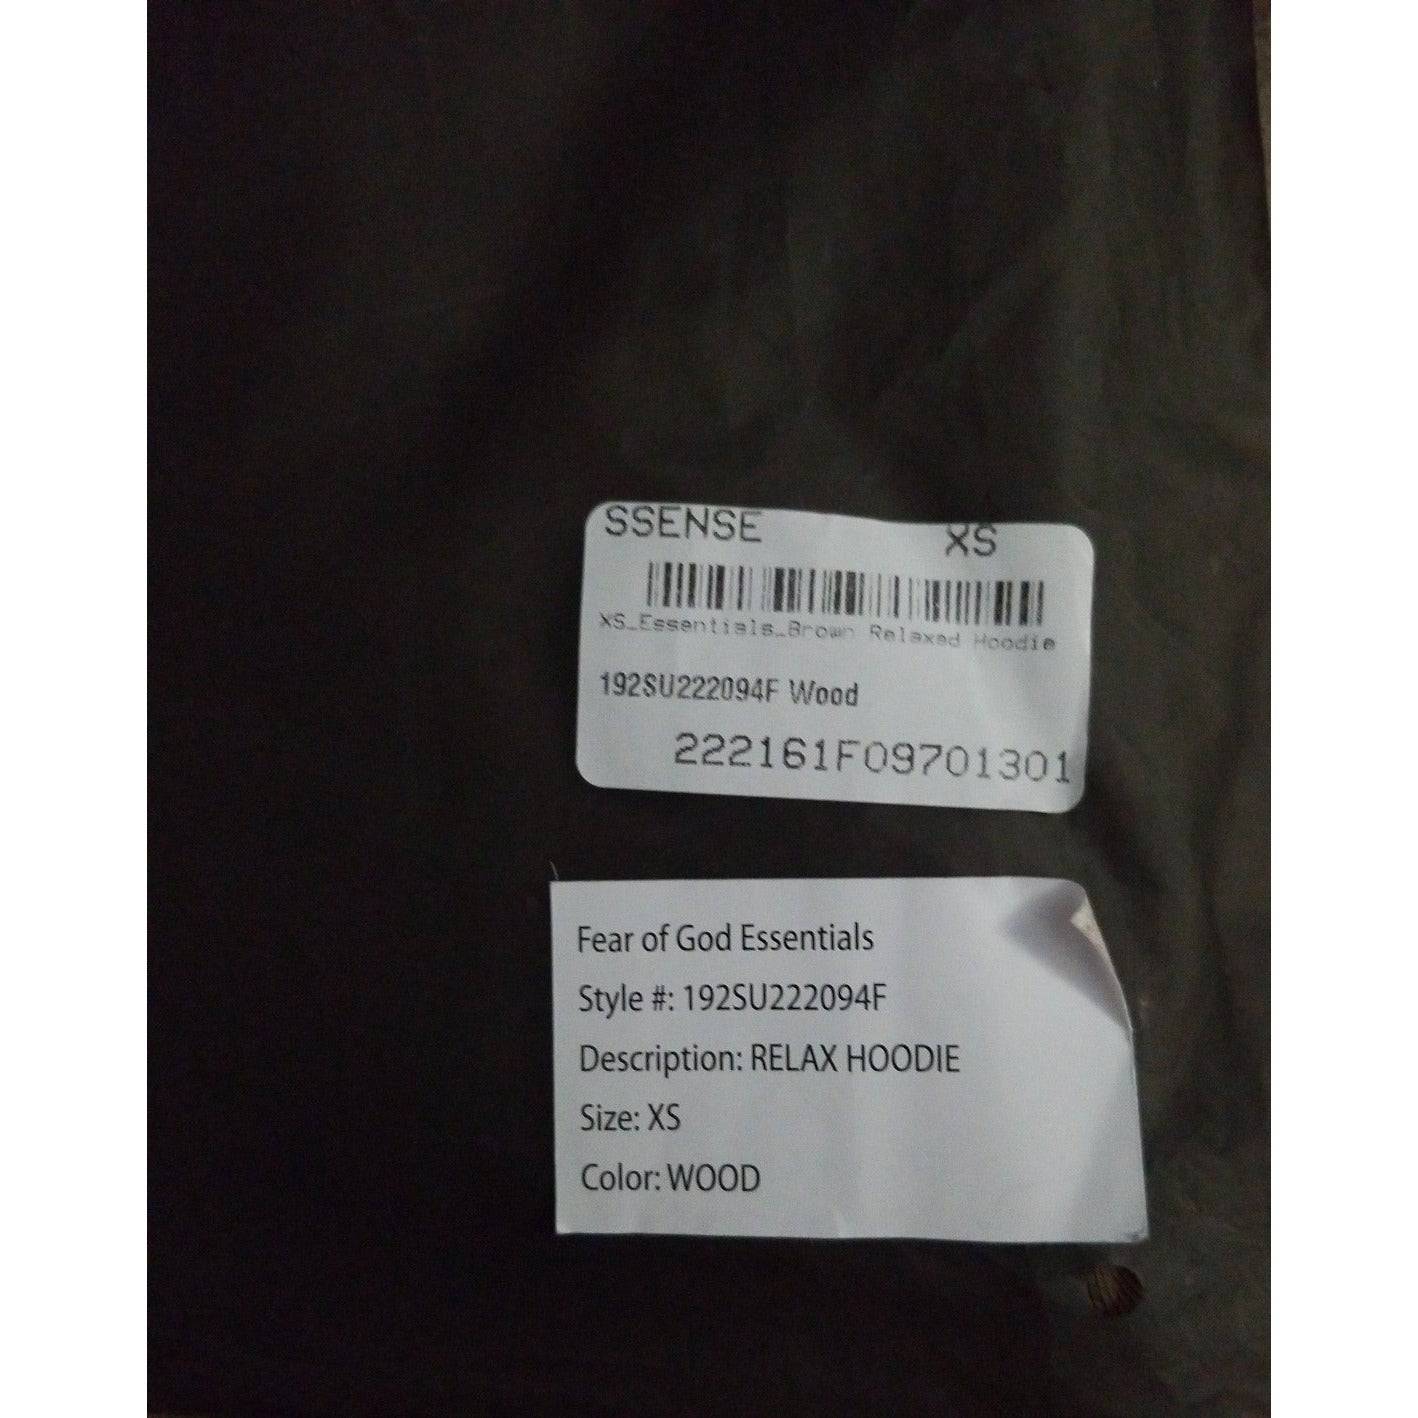 SSENSE XS
XS_Essentials_Brown Relaxed Hoodie
192SU222094F Wood
222161F09701301
Fear of God Essentials
Style #: 192SU222094F
Description: RELAX HOODIE
Size: XS
Color: WOOD